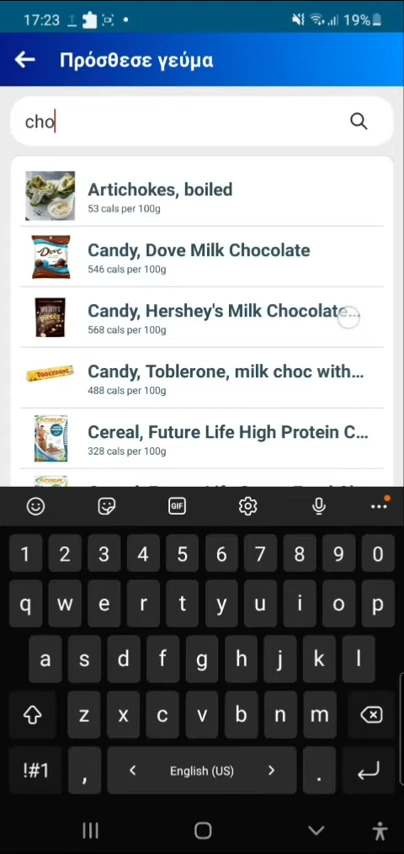 17:23 19%
Πρόσθεσε γεύμα
cho
Artichokes, boiled
53 cals per 100g
Candy, Dove Milk Chocolate
546 cals per 100g
Candy, Hershey's Milk Chocolate...
568 cals per 100g
Candy, Toblerone, milk choc with...
488 cals per 100g
Cereal, Future Life High Protein C...
328 cals per 100g
GIF
1 2 3 4 5 6 7 8 9 0
q w e r t y u i o p
a s d f g h j k l
z x c v b n m
!#1 , English (US) .